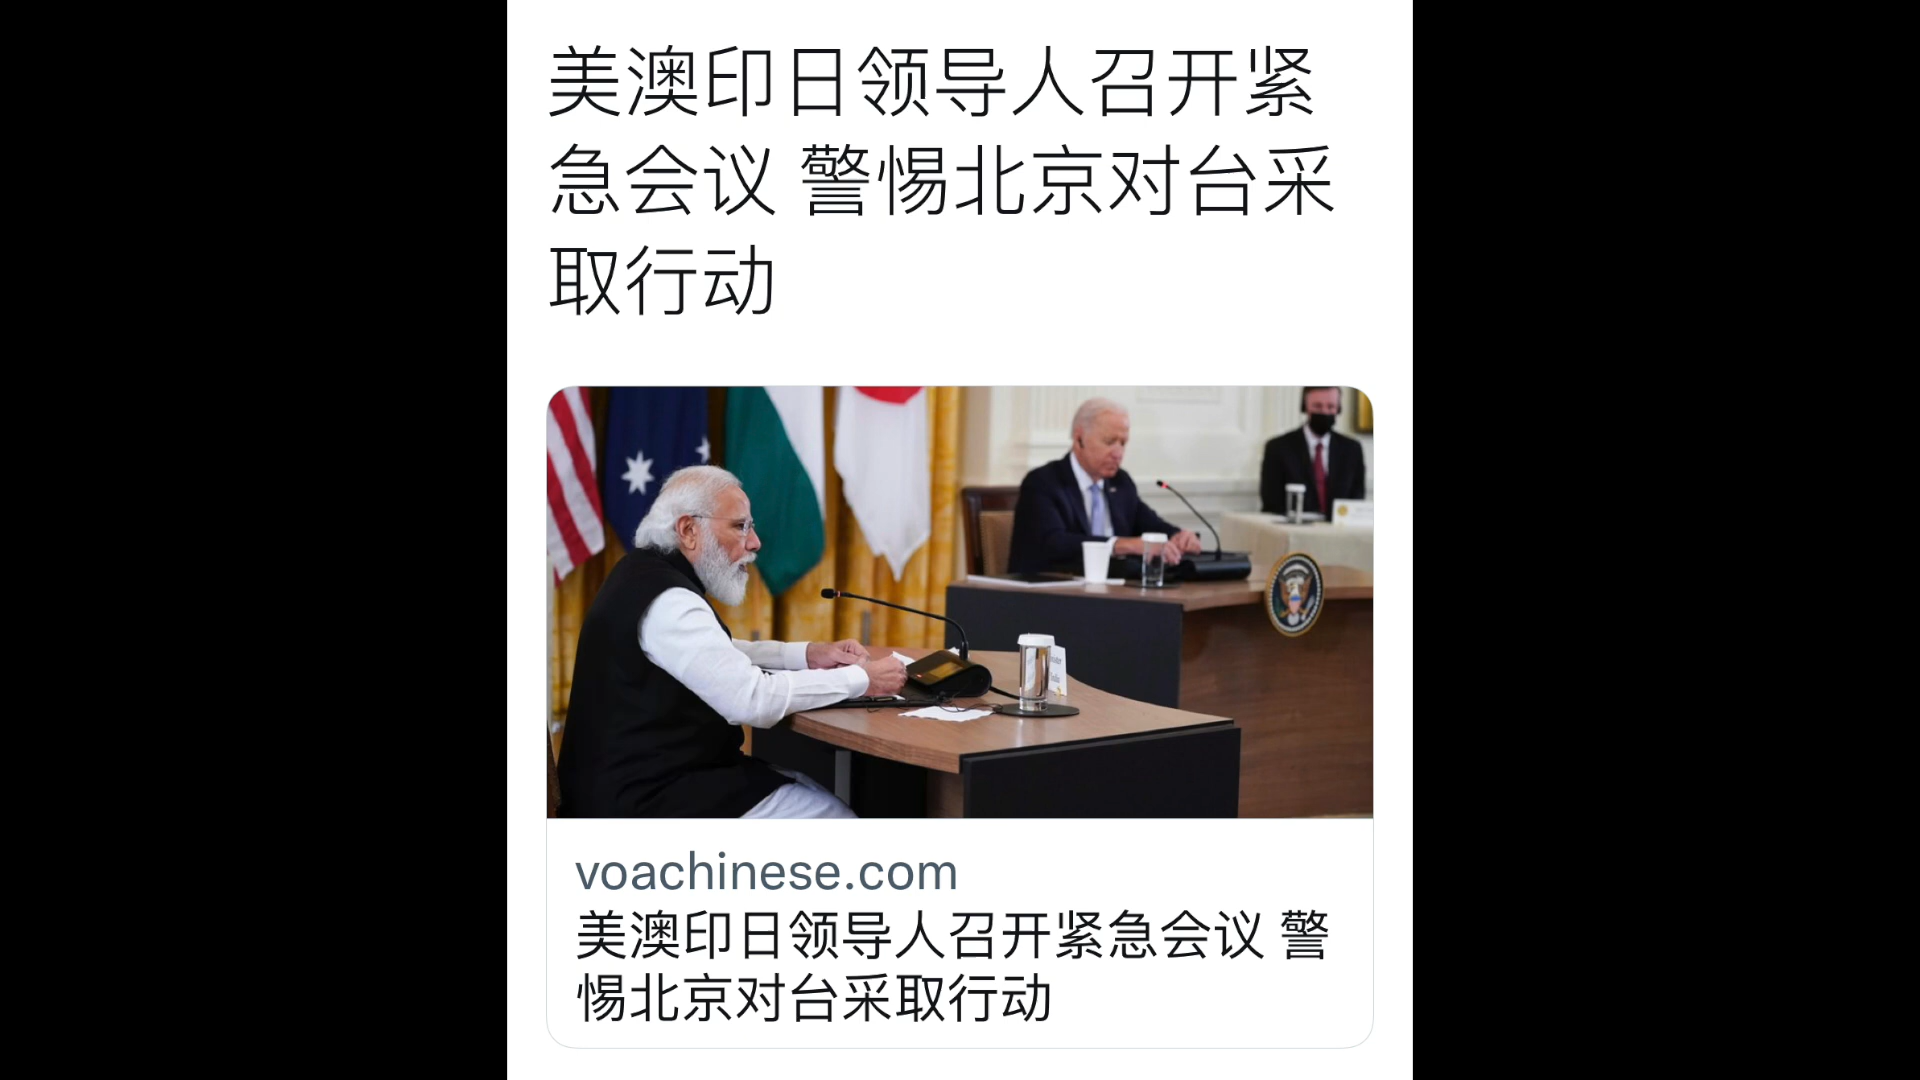 美澳印日领导人召开紧
急会议 警惕北京对台采
取行动
voachinese.com
美澳印日领导人召开紧急会议 警
惕北京对台采取行动